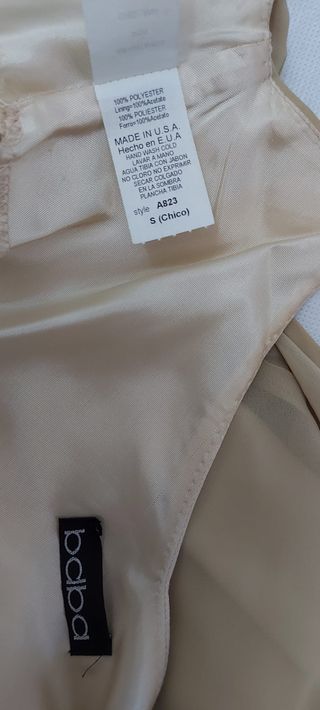 100% POLYESTER
Lining=100%Acetate
100% POLYESTER
Forro=100%Acetato
MADE IN U.S.A.
Hecho en E.U.A
HAND WASH COLD
LAVAR A MANO
AGUA TIBIA CON JABON
NO CLORO NO EXPRIMIR
SECAR COLGADO
EN LA SOMBRA
PLANCHA TIBIA
style A823
S (Chico)
bdba